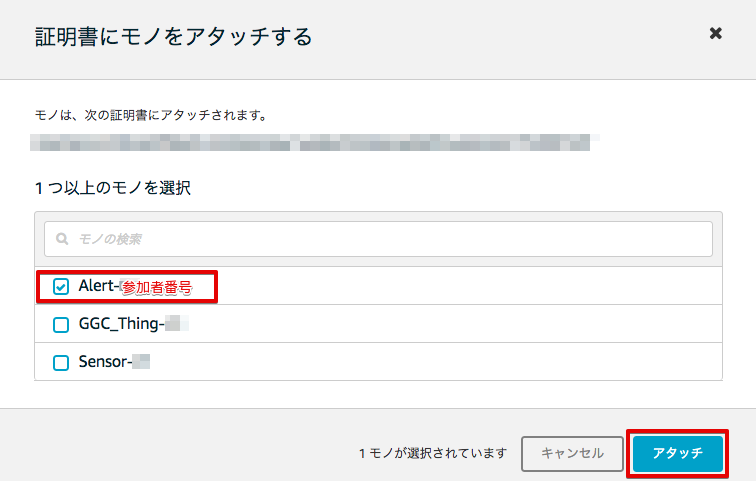 証明書にモノをアタッチする
モノは、次の証明書にアタッチされます。
1 つ以上のモノを選択
モノの検索
Alert-参加者番号
GGC_Thing-
Sensor-
1 モノが選択されています
キャンセル
アタッチ